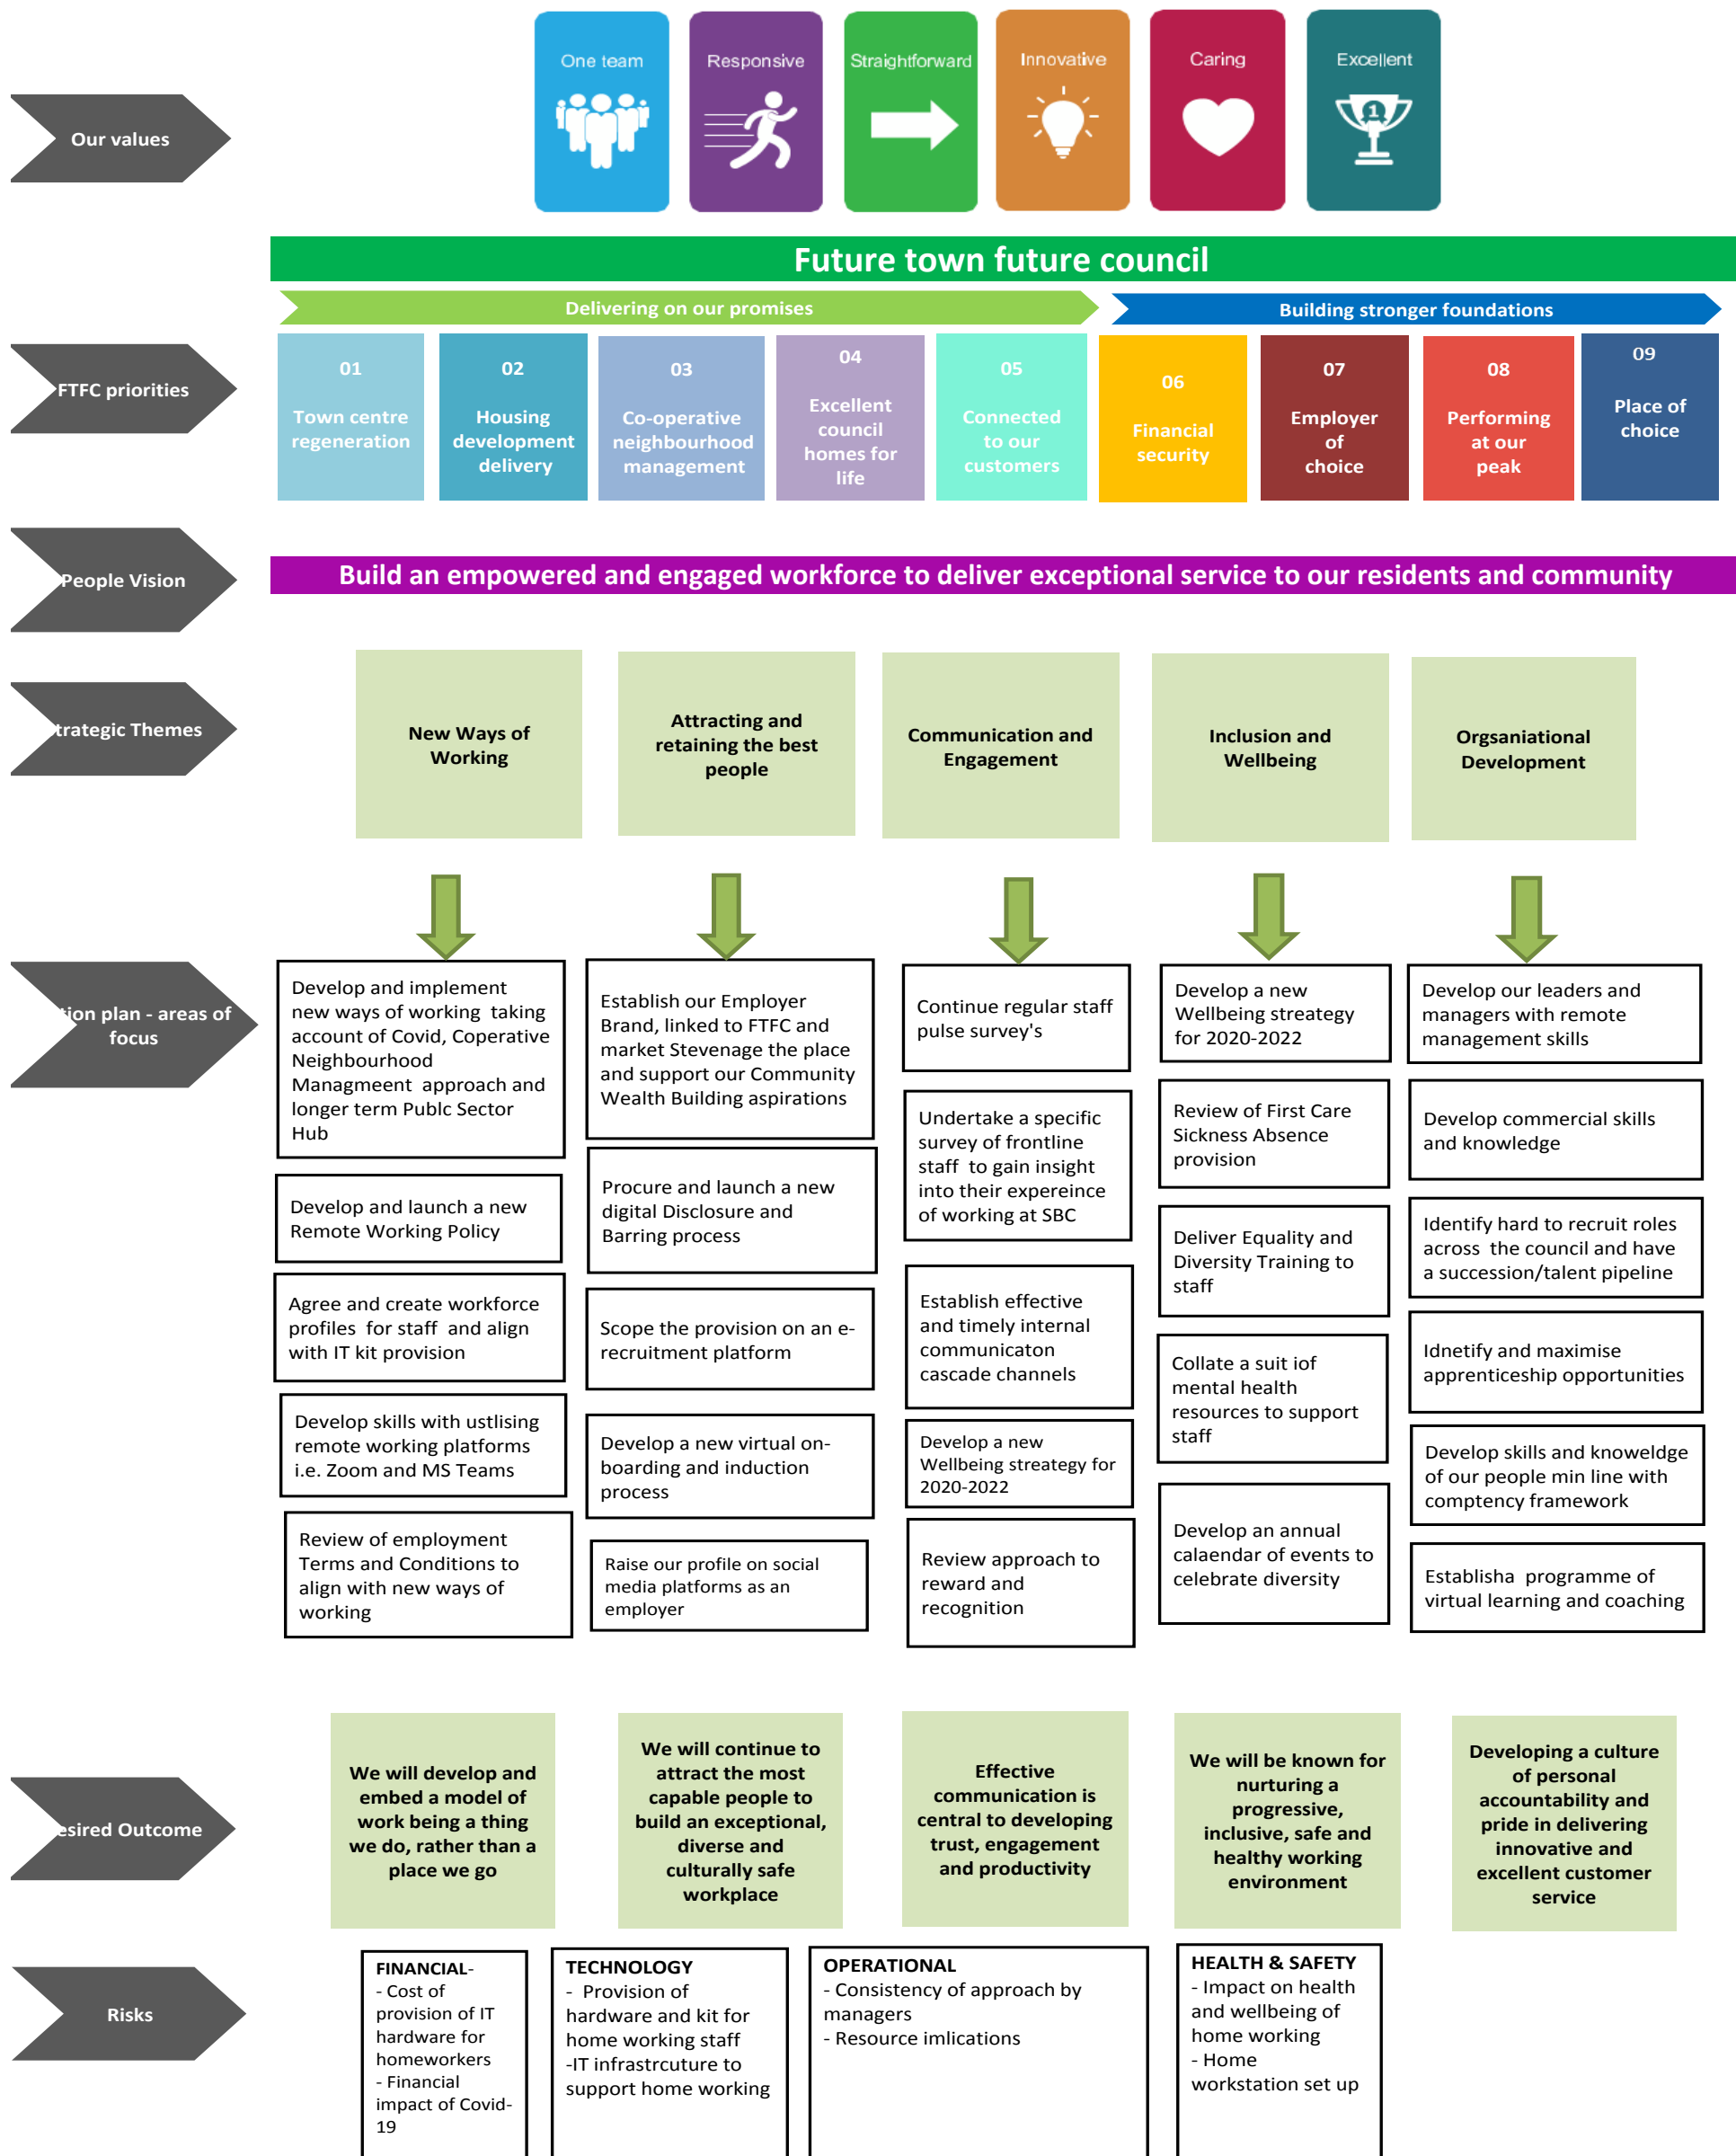 One team
Responsive
Straightforward
Innovative
Caring
Excellent
1
Our values
Future town future council
Delivering on our promises
Building stronger foundations
FTFC priorities
01
Town centre
regeneration
02
Housing
development
delivery
03
Co-operative
neighbourhood
management
04
Excellent
council
homes for
life
05
Connected
to our
customers
06
Financial
security
07
Employer
of
choice
08
Performing
at our
peak
09
Place of
choice
People Vision
Build an empowered and engaged workforce to deliver exceptional service to our residents and community
trategic Themes
New Ways of
Working
Attracting and
retaining the best
people
Communication and
Engagement
Inclusion and
Wellbeing
Orgsaniational
Development
tion plan - areas of
focus
Develop and implement
new ways of working taking
account of Covid, Coperative
Neighbourhood
Managmeent approach and
longer term Publc Sector
Hub
Develop and launch a new
Remote Working Policy
Agree and create workforce
profiles for staff and align
with IT kit provision
Develop skills with ustlising
remote working platforms
i.e. Zoom and MS Teams
Review of employment
Terms and Conditions to
align with new ways of
working
Establish our Employer
Brand, linked to FTFC and
market Stevenage the place
and support our Community
Wealth Building aspirations
Procure and launch a new
digital Disclosure and
Barring process
Scope the provision on an e-
recruitment platform
Develop a new virtual on-
boarding and induction
process
Raise our profile on social
media platforms as an
employer
Continue regular staff
pulse survey's
Undertake a specific
survey of frontline
staff to gain insight
into their expereince
of working at SBC
Establish effective
and timely internal
communicaton
cascade channels
Develop a new
Wellbeing streategy for
2020-2022
Review approach to
reward and
recognition
Develop a new
Wellbeing streategy
for 2020-2022
Review of First Care
Sickness Absence
provision
Deliver Equality and
Diversity Training to
staff
Collate a suit iof
mental health
resources to support
staff
Develop an annual
calaendar of events to
celebrate diversity
Develop our leaders and
managers with remote
management skills
Develop commercial skills
and knowledge
Identify hard to recruit roles
across the council and have
a succession/talent pipeline
Idnetify and maximise
apprenticeship opportunities
Develop skills and knoweldge
of our people min line with
comptency framework
Establisha programme of
virtual learning and coaching
esired Outcome
We will develop and
embed a model of
work being a thing
we do, rather than a
place we go
We will continue to
attract the most
capable people to
build an exceptional,
diverse and
culturally safe
workplace
Effective
communication is
central to developing
trust, engagement
and productivity
We will be known for
nurturing a
progressive,
inclusive, safe and
healthy working
environment
Developing a culture
of personal
accountability and
pride in delivering
innovative and
excellent customer
service
Risks
FINANCIAL-
- Cost of
provision of IT
hardware for
homeworkers
- Financial
impact of Covid-
19
TECHNOLOGY
- Provision of
hardware and kit for
home working staff
-IT infrastrcuture to
support home working
OPERATIONAL
- Consistency of approach by
managers
- Resource imlications
HEALTH & SAFETY
- Impact on health
and wellbeing of
home working
- Home
workstation set up